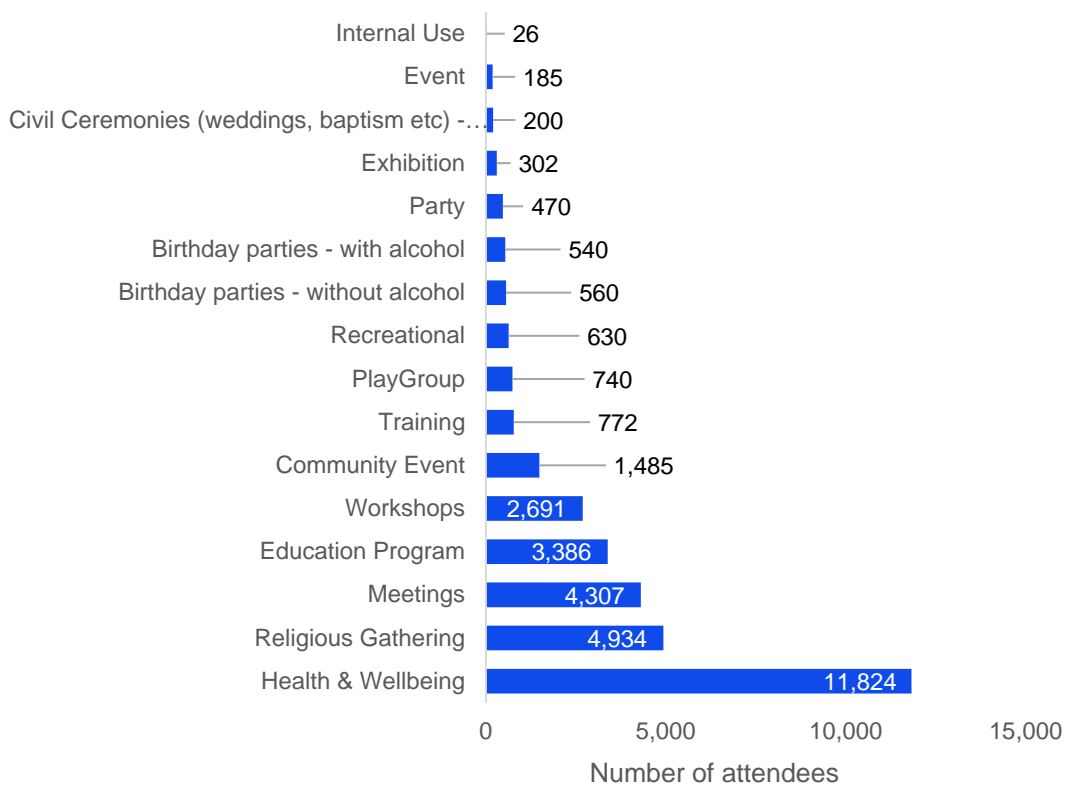 Internal Use 26
Event 185
Civil Ceremonies (weddings, baptism etc) -… 200
Exhibition 302
Party 470
Birthday parties - with alcohol 540
Birthday parties - without alcohol 560
Recreational 630
PlayGroup 740
Training 772
Community Event 1,485
Workshops 2,691
Education Program 3,386
Meetings 4,307
Religious Gathering 4,934
Health & Wellbeing 11,824
0 5,000 10,000 15,000
Number of attendees